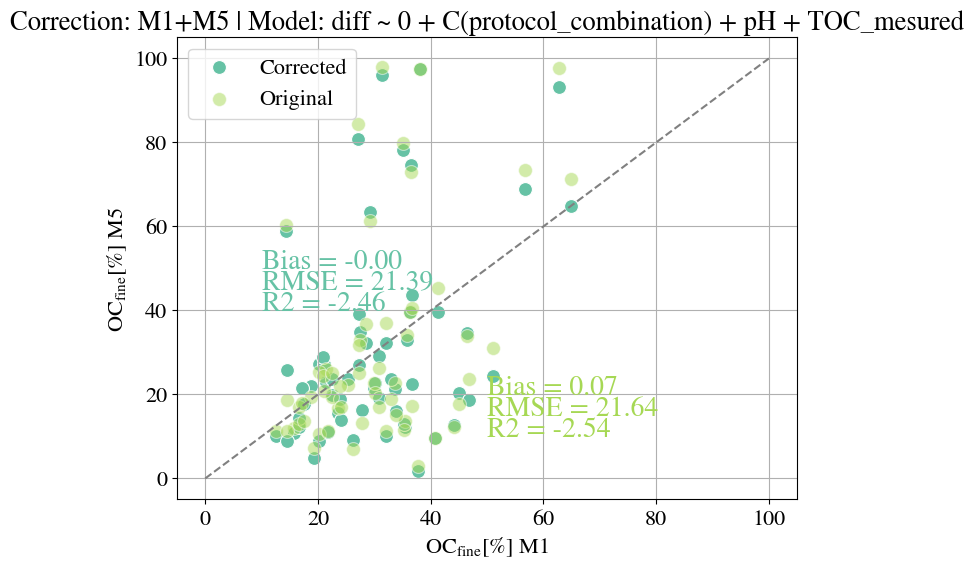 Correction: M1+M5 | Model: diff ~ 0 + C(protocol_combination) + pH + TOC_mesured
Corrected
Original
100
80
60
40
20
0
OCfine[%] M5
Bias = -0.00
RMSE = 21.39
R2 = -2.46
Bias = 0.07
RMSE = 21.64
R2 = -2.54
0 20 40 60 80 100
OCfine[%] M1